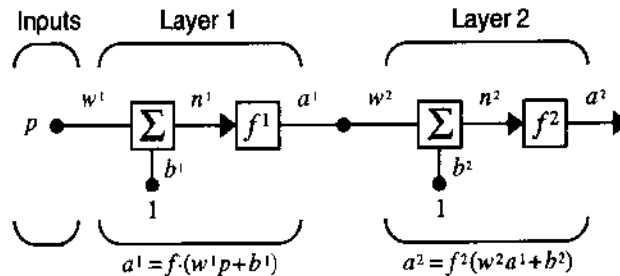 Inputs Layer 1 Layer 2
w¹ n¹ a¹ w² n² a²
p Σ f¹ Σ f²
b¹ b²
1 1
a¹=f·(w¹p+b¹) a²=f²(w²a¹+b²)